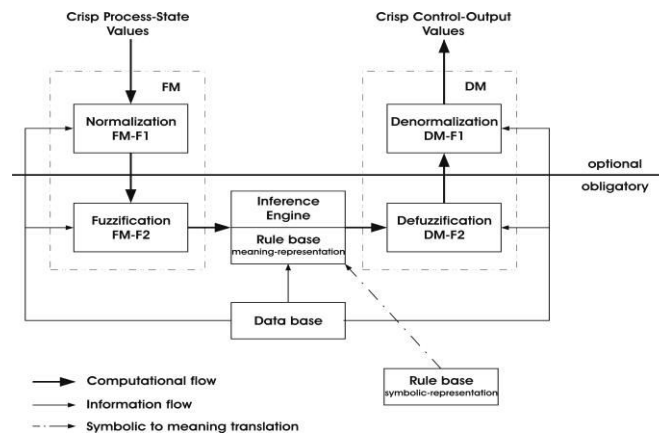 Crisp Process-State
Values
Crisp Control-Output
Values
FM
DM
Normalization
FM-F1
Denormalization
DM-F1
optional
obligatory
Fuzzification
FM-F2
Inference
Engine
Rule base
meaning-representation
Defuzzification
DM-F2
Data base
Rule base
symbolic-representation
Computational flow
Information flow
Symbolic to meaning translation